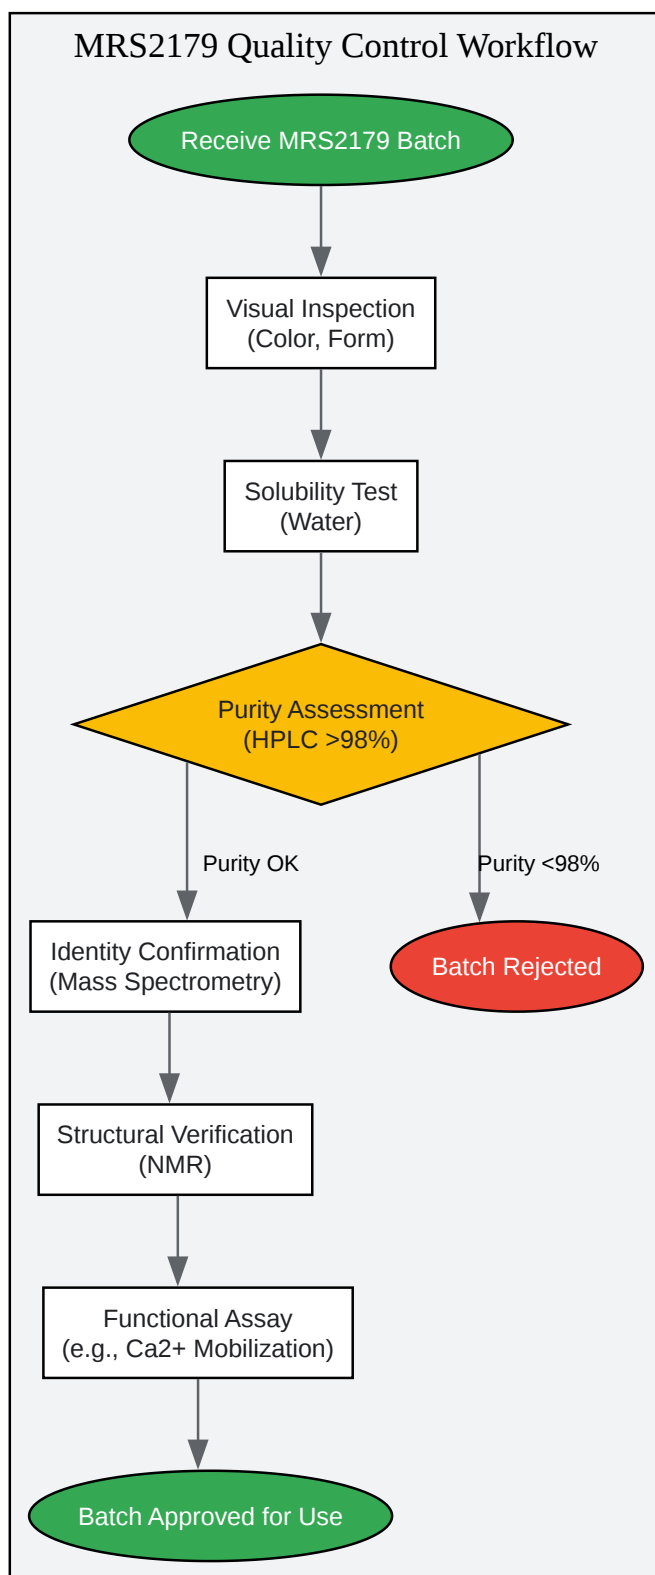 MRS2179 Quality Control Workflow
Receive MRS2179 Batch
Visual Inspection
(Color, Form)
Solubility Test
(Water)
Purity Assessment
(HPLC >98%)
Purity OK
Purity <98%
Identity Confirmation
(Mass Spectrometry)
Batch Rejected
Structural Verification
(NMR)
Functional Assay
(e.g., Ca2+ Mobilization)
Batch Approved for Use